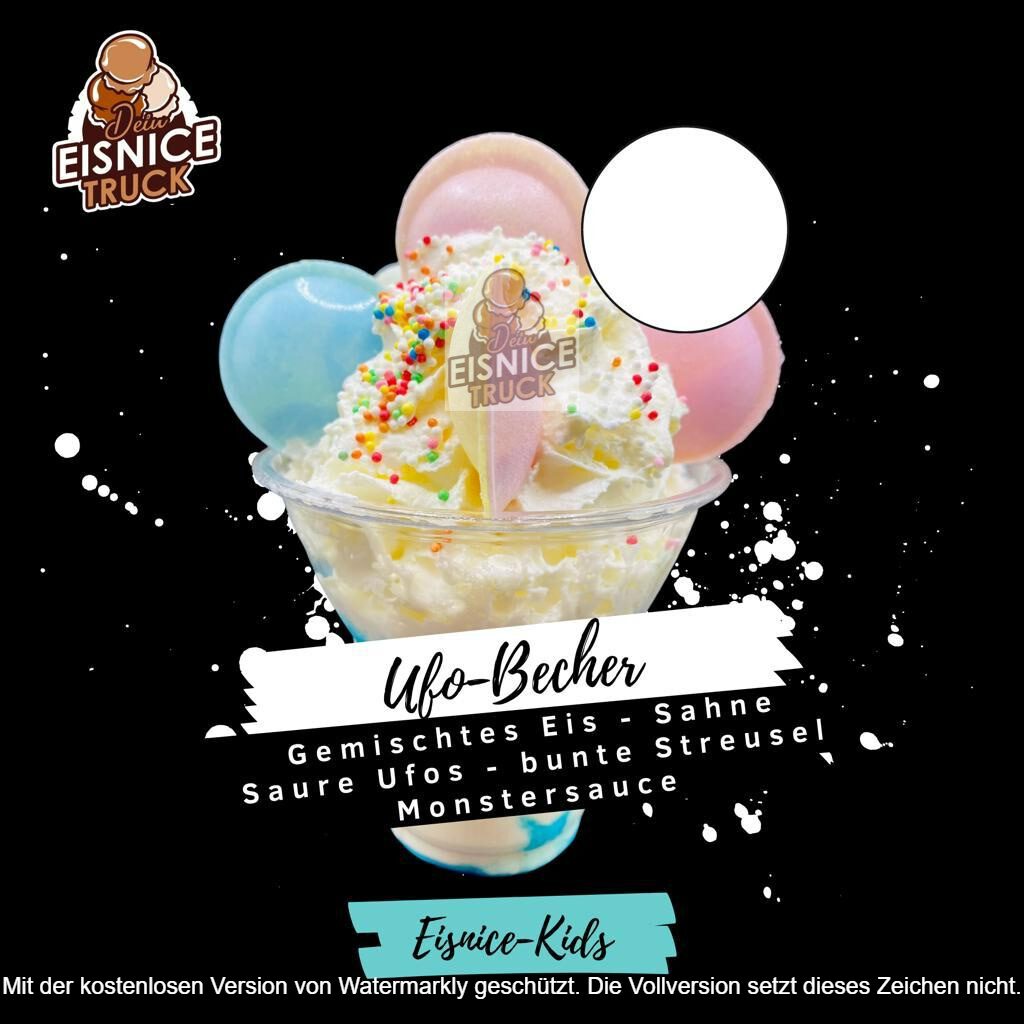 Dein
EISNICE
TRUCK
Dein
EISNICE
TRUCK
Ufo-Becher
Gemischtes Eis - Sahne
Saure Ufos - bunte Streusel
Monstersauce
Eisnice-Kids
Mit der kostenlosen Version von Watermarkly geschützt. Die Vollversion setzt dieses Zeichen nicht.